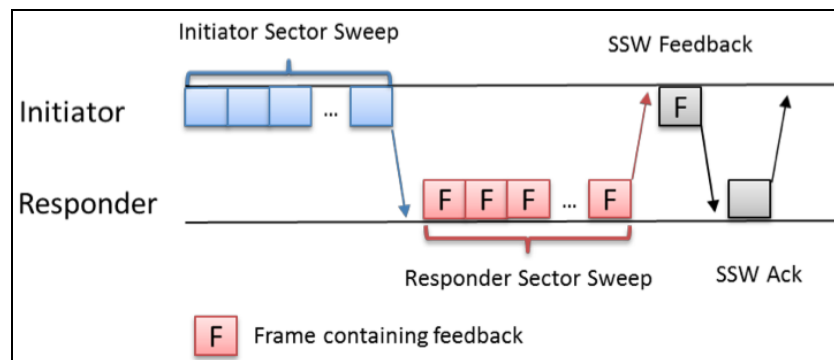 Initiator Sector Sweep
SSW Feedback
Initiator
...
F
Responder
F F F ... F
Responder Sector Sweep
SSW Ack
F Frame containing feedback